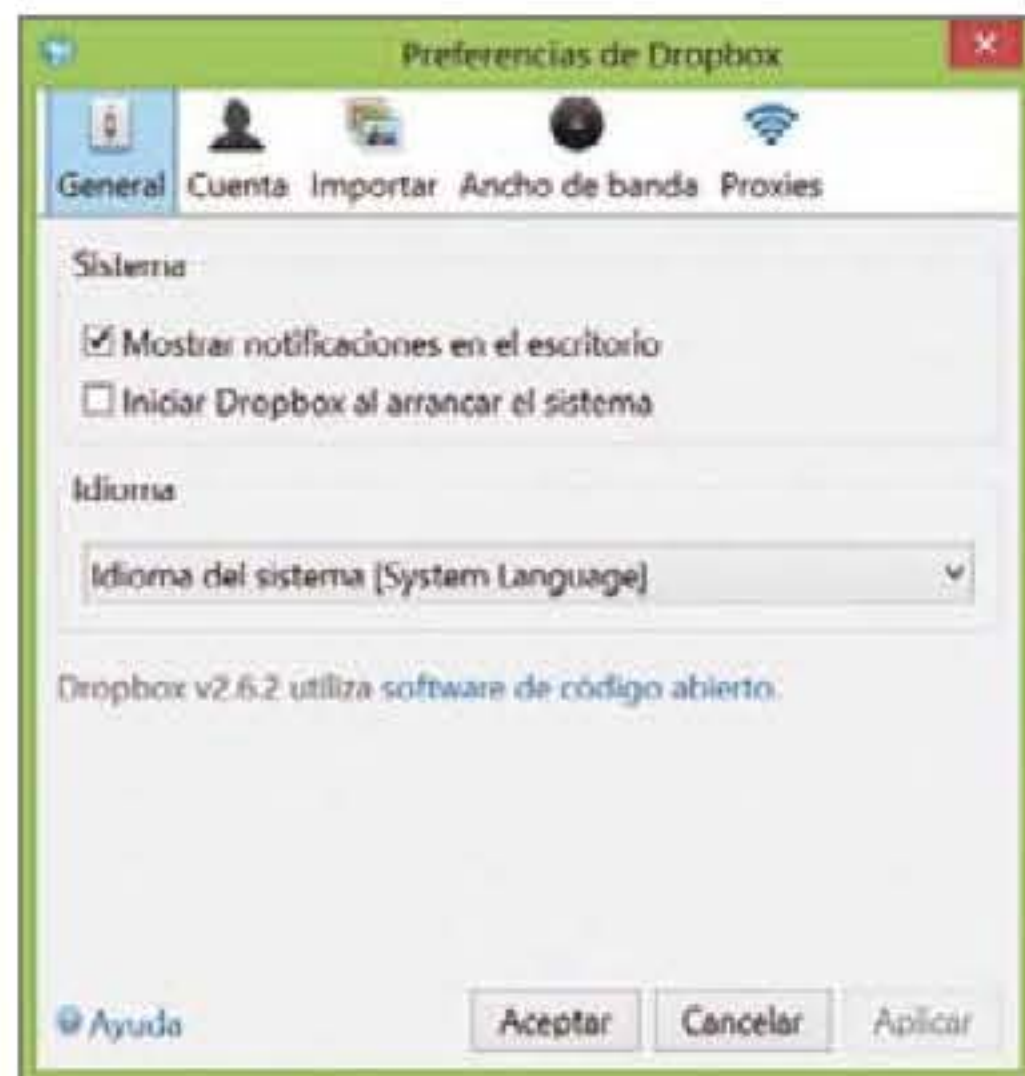 Preferencias de Dropbox
General Cuenta Importar Ancho de banda Proxies
Sistema
Mostrar notificaciones en el escritorio
Iniciar Dropbox al arrancar el sistema
Idioma
Idioma del sistema [System Language]
Dropbox v2.6.2 utiliza software de código abierto.
Ayuda Aceptar Cancelar Aplicar